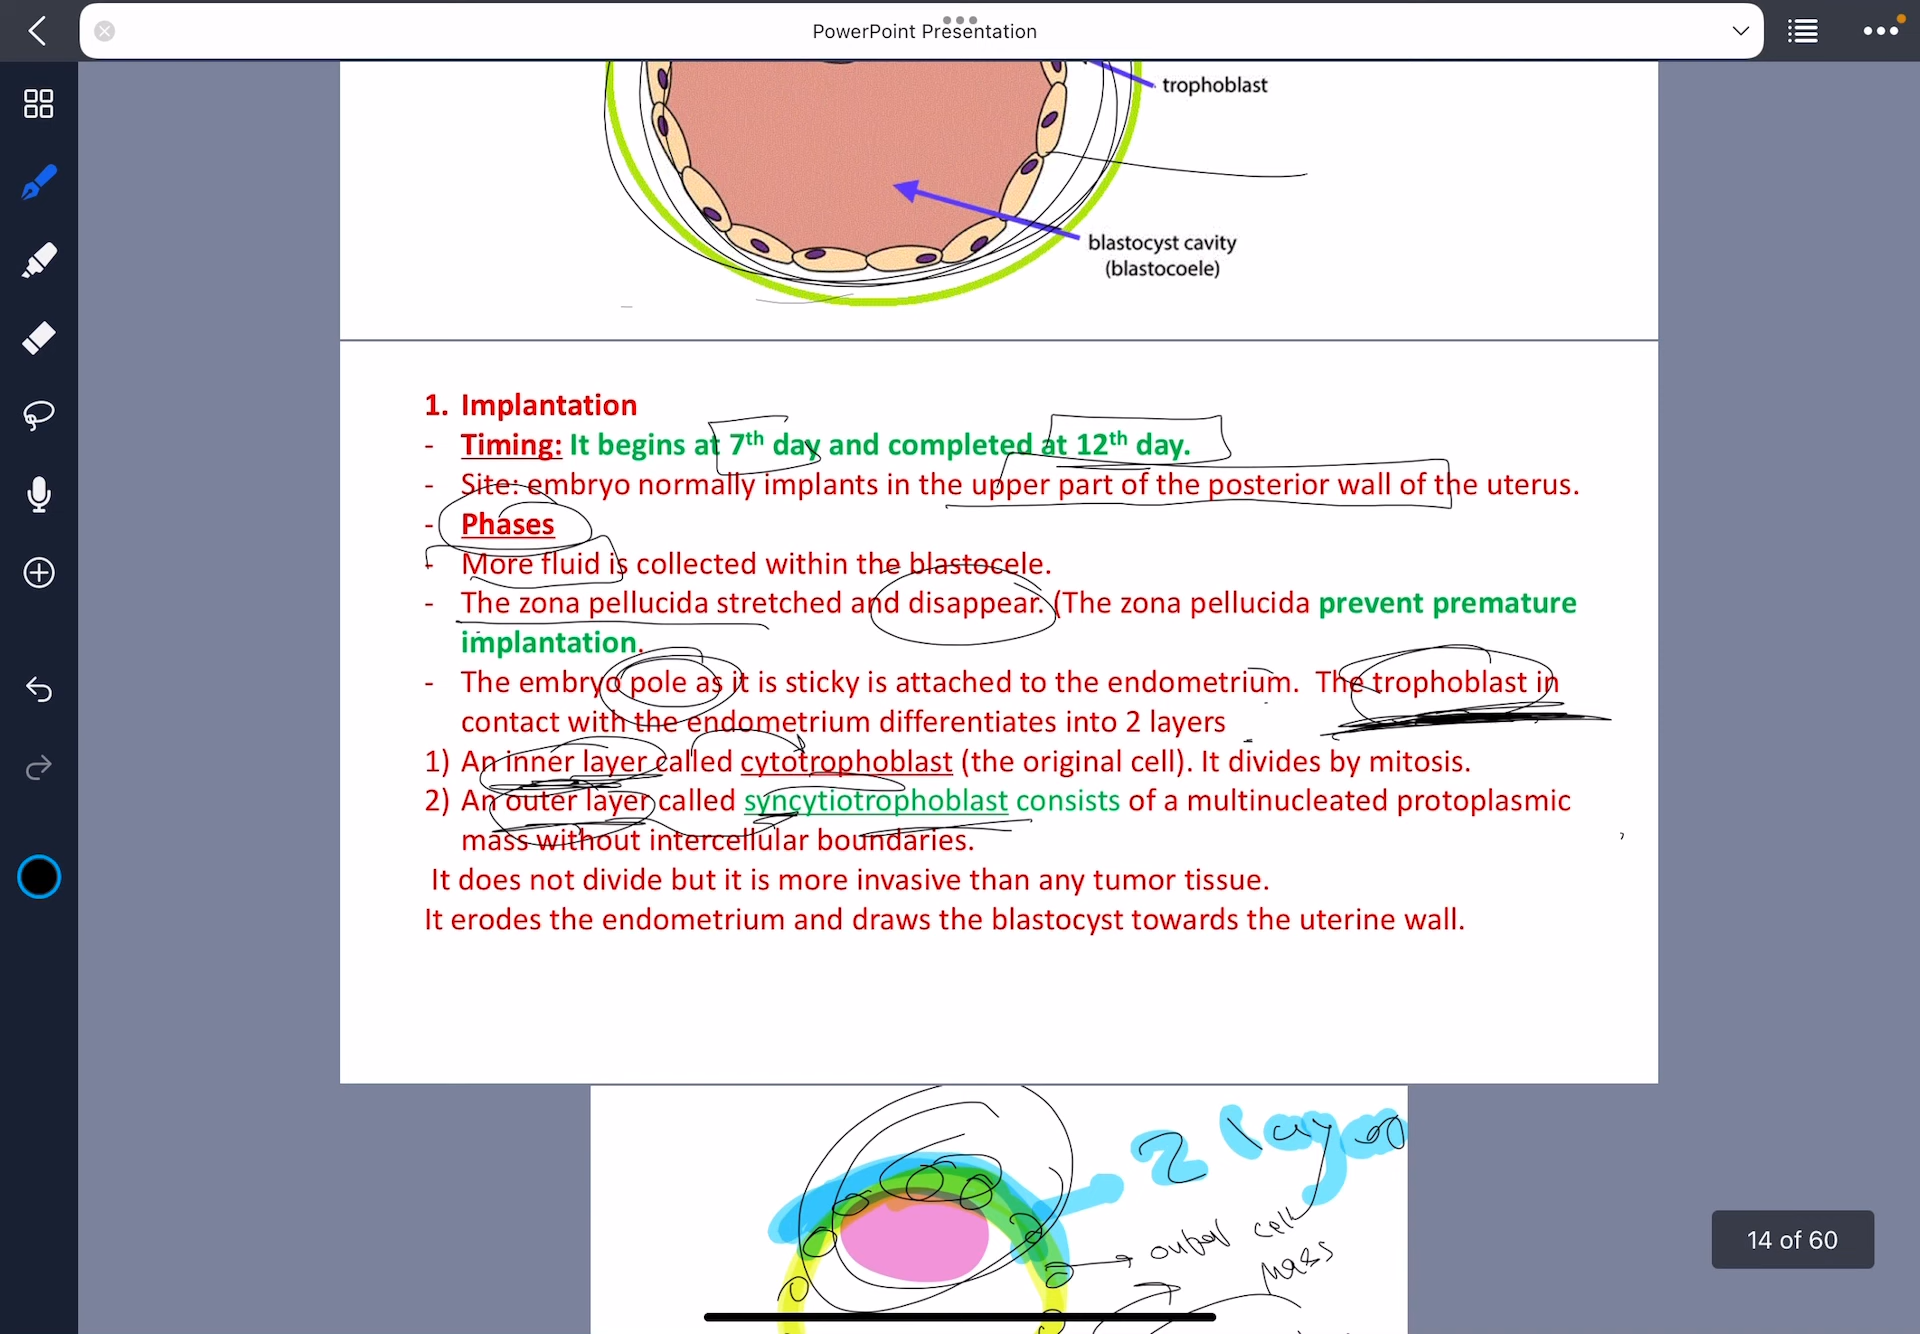 PowerPoint Presentation
trophoblast
blastocyst cavity
(blastocoele)
1. Implantation
- Timing: It begins at 7th day and completed at 12th day.
- Site: embryo normally implants in the upper part of the posterior wall of the uterus.
- Phases
- More fluid is collected within the blastocele.
- The zona pellucida stretched and disappear. (The zona pellucida prevent premature
implantation.
- The embryo pole as it is sticky is attached to the endometrium. The trophoblast in
contact with the endometrium differentiates into 2 layers
1) An inner layer called cytotrophoblast (the original cell). It divides by mitosis.
2) An outer layer called syncytiotrophoblast consists of a multinucleated protoplasmic
mass without intercellular boundaries.
It does not divide but it is more invasive than any tumor tissue.
It erodes the endometrium and draws the blastocyst towards the uterine wall.
2 layer
outer cell
mass
14 of 60